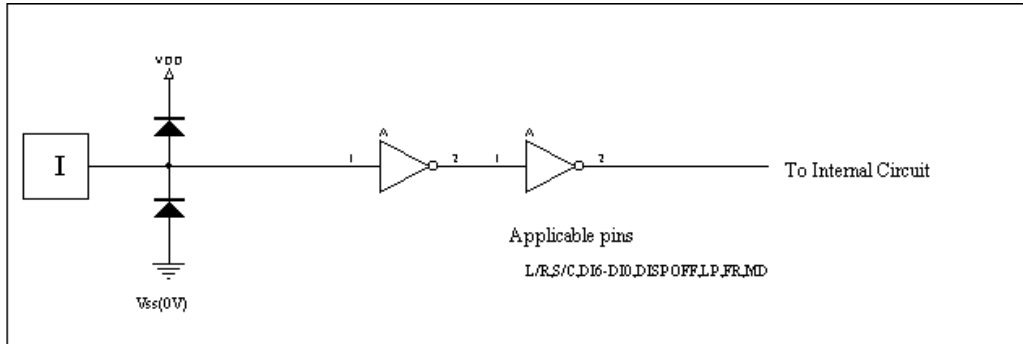 VDD
A
A
I
1
2
1
2
To Internal Circuit
Vss(0V)
Applicable pins
L/R,S/C,DI6-DI0,DISPOFF,LP,FR,MD